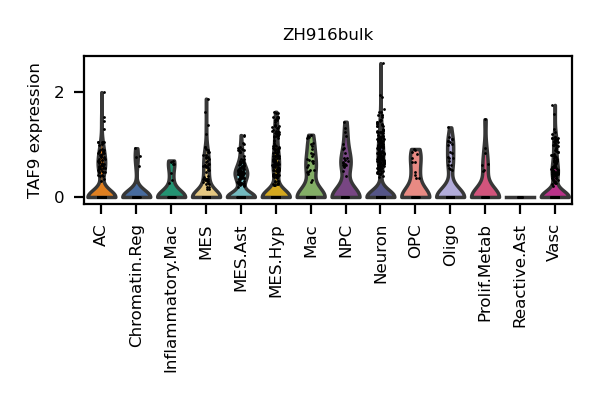 ZH916bulk
TAF9 expression
2
0
AC
Chromatin.Reg
Inflammatory.Mac
MES
MES.Ast
MES.Hyp
Mac
NPC
Neuron
OPC
Oligo
Prolif.Metab
Reactive.Ast
Vasc